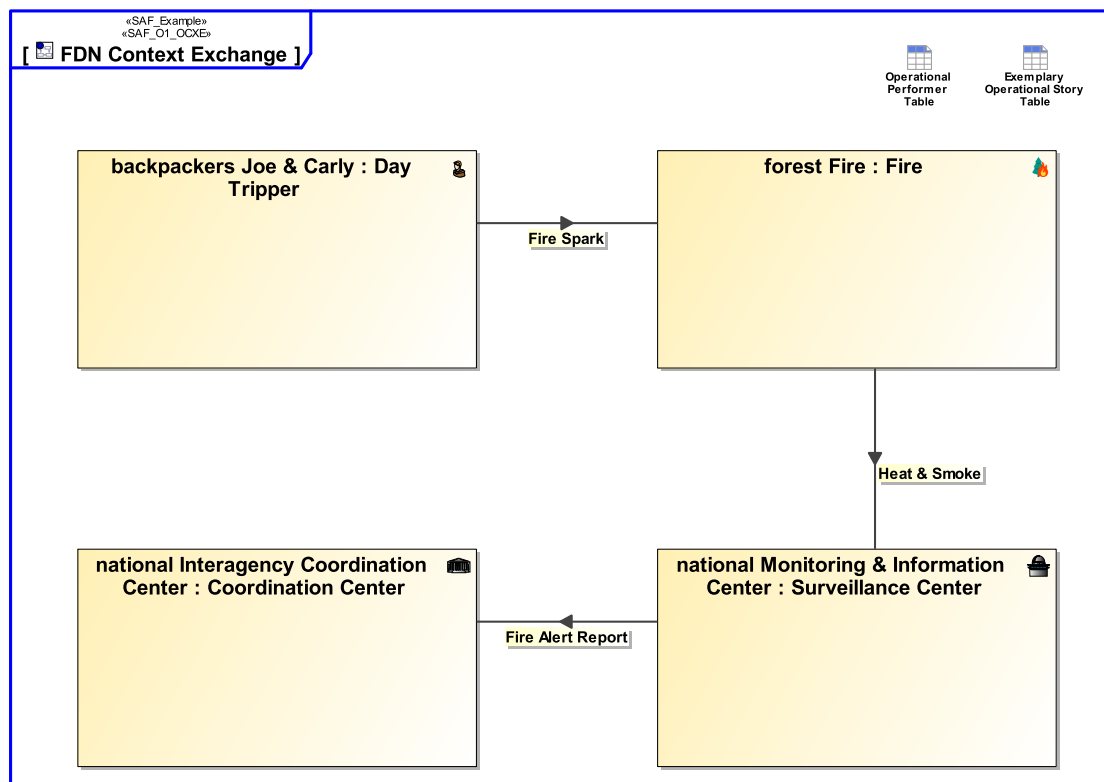 «SAF_Example»
«SAF_O1_OCXE»
[ FDN Context Exchange ]
Operational
Performer
Table
Exemplary
Operational Story
Table
backpackers Joe & Carly : Day
Tripper
forest Fire : Fire
Fire Spark
Heat & Smoke
national Interagency Coordination
Center : Coordination Center
national Monitoring & Information
Center : Surveillance Center
Fire Alert Report